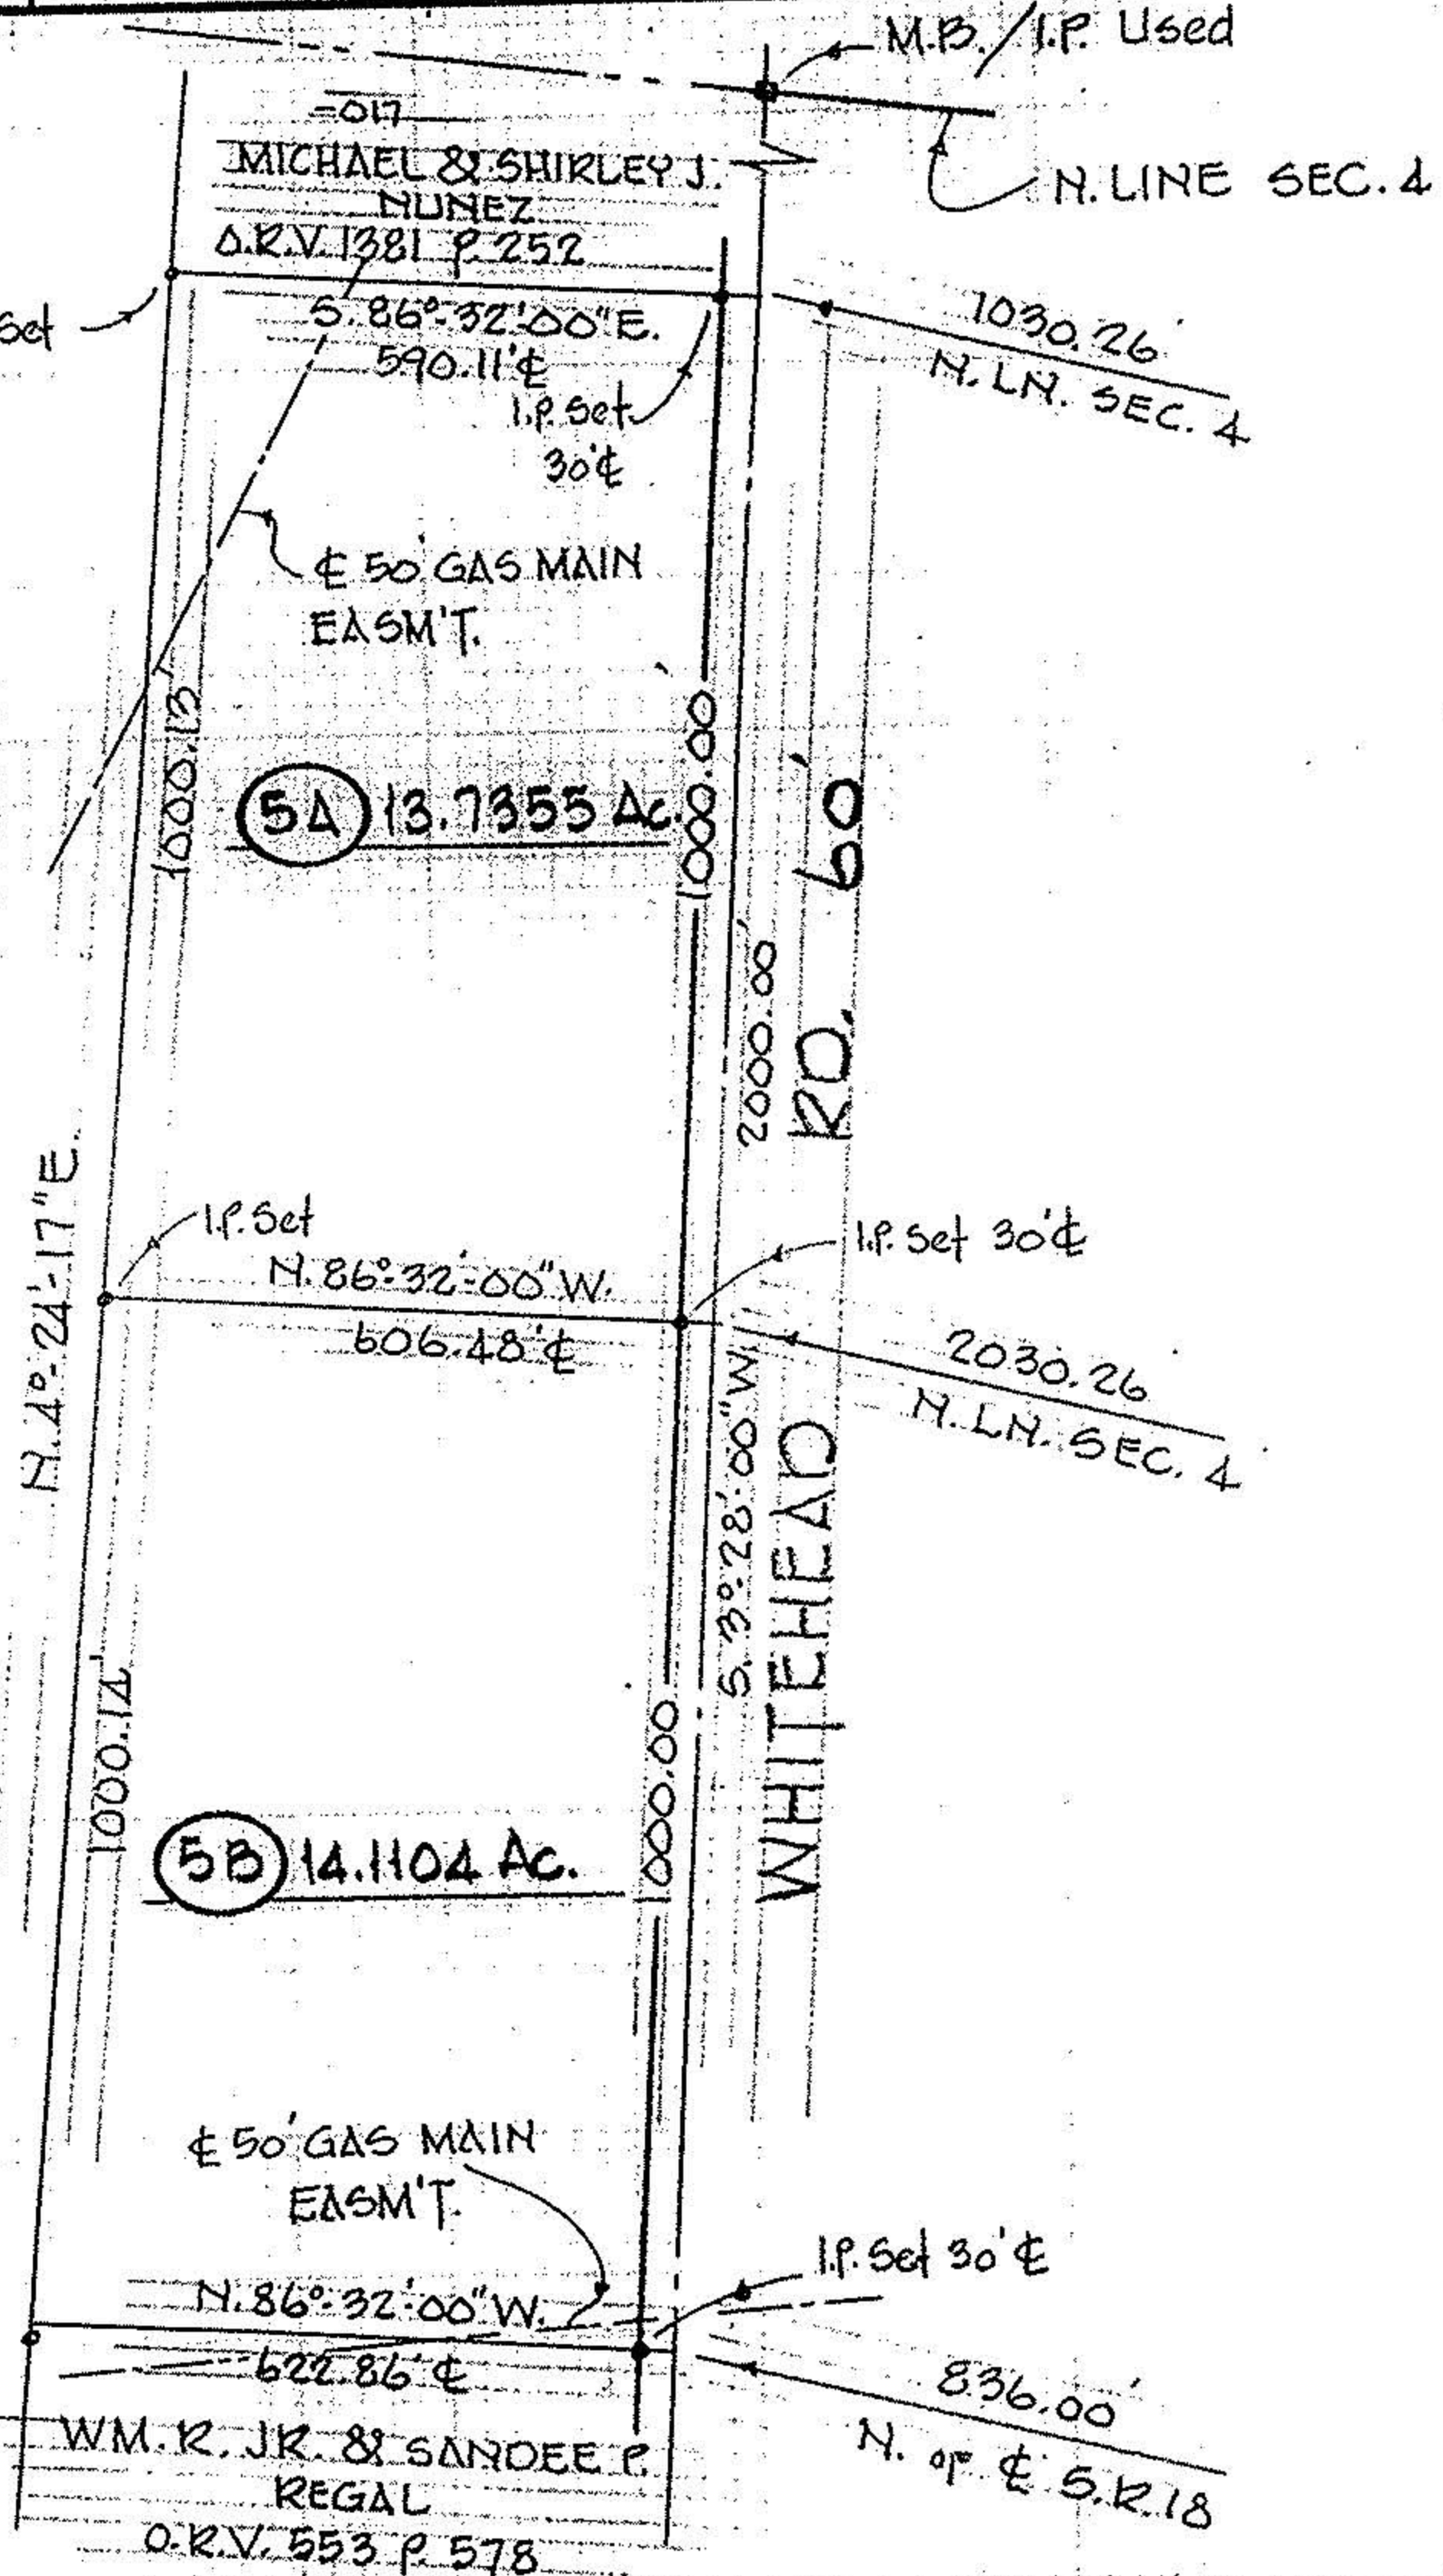 M.B./I.P. Used
N. LINE SEC. 4
=017
MICHAEL & SHIRLEY J.
NUNEZ
O.R.V. 1381 P. 252
Set
S. 86°-32'-00" E.
590.11' ℄
I.P. Set
30' ℄
1030.26'
N. LN. SEC. 4
℄ 50' GAS MAIN
EASM'T.
1000.13'
1000.00'
5A 13.7355 Ac.
2000.00'
WHITEHEAD RD. 60'
N. 4°-24'-17" E.
I.P. Set
N. 86°-32'-00" W.
606.48' ℄
I.P. Set 30' ℄
2030.26'
N. LN. SEC. 4
S. 3°-28'-00" W.
1000.14'
1000.00'
5B 14.1104 Ac.
℄ 50' GAS MAIN
EASM'T.
I.P. Set 30' ℄
N. 86°-32'-00" W.
622.86' ℄
836.00'
N. OF ℄ S.R. 18
WM. R. JR. & SANDEE P.
REGAL
O.R.V. 553 P. 578